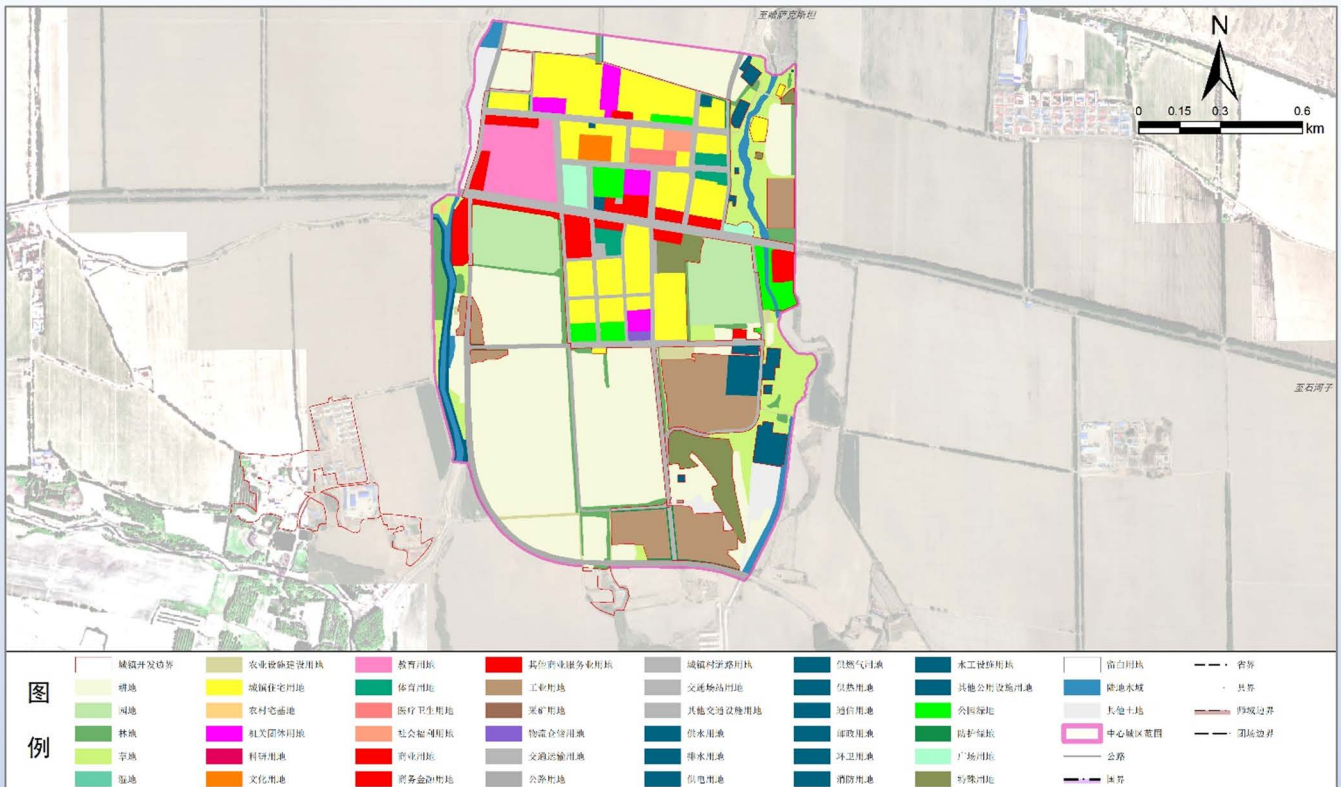 至哈萨克斯坦
N
0 0.15 0.3 0.6
km
至石河子
图例
城镇开发边界 农业设施建设用地 教育用地 其他商业服务业用地 城镇村道路用地 供燃气用地 水工设施用地 留白用地 省界
耕地 城镇住宅用地 体育用地 工业用地 交通场站用地 供热用地 其他公用设施用地 陆地水域 县界
园地 农村宅基地 医疗卫生用地 采矿用地 其他交通设施用地 通信用地 公园绿地 其他土地 师域边界
林地 机关团体用地 社会福利用地 物流仓储用地 供水用地 邮政用地 防护绿地 中心城区范围 团场边界
草地 科研用地 商业用地 交通运输用地 排水用地 环卫用地 广场用地 公路
湿地 文化用地 商务金融用地 公路用地 供电用地 消防用地 特殊用地 国界